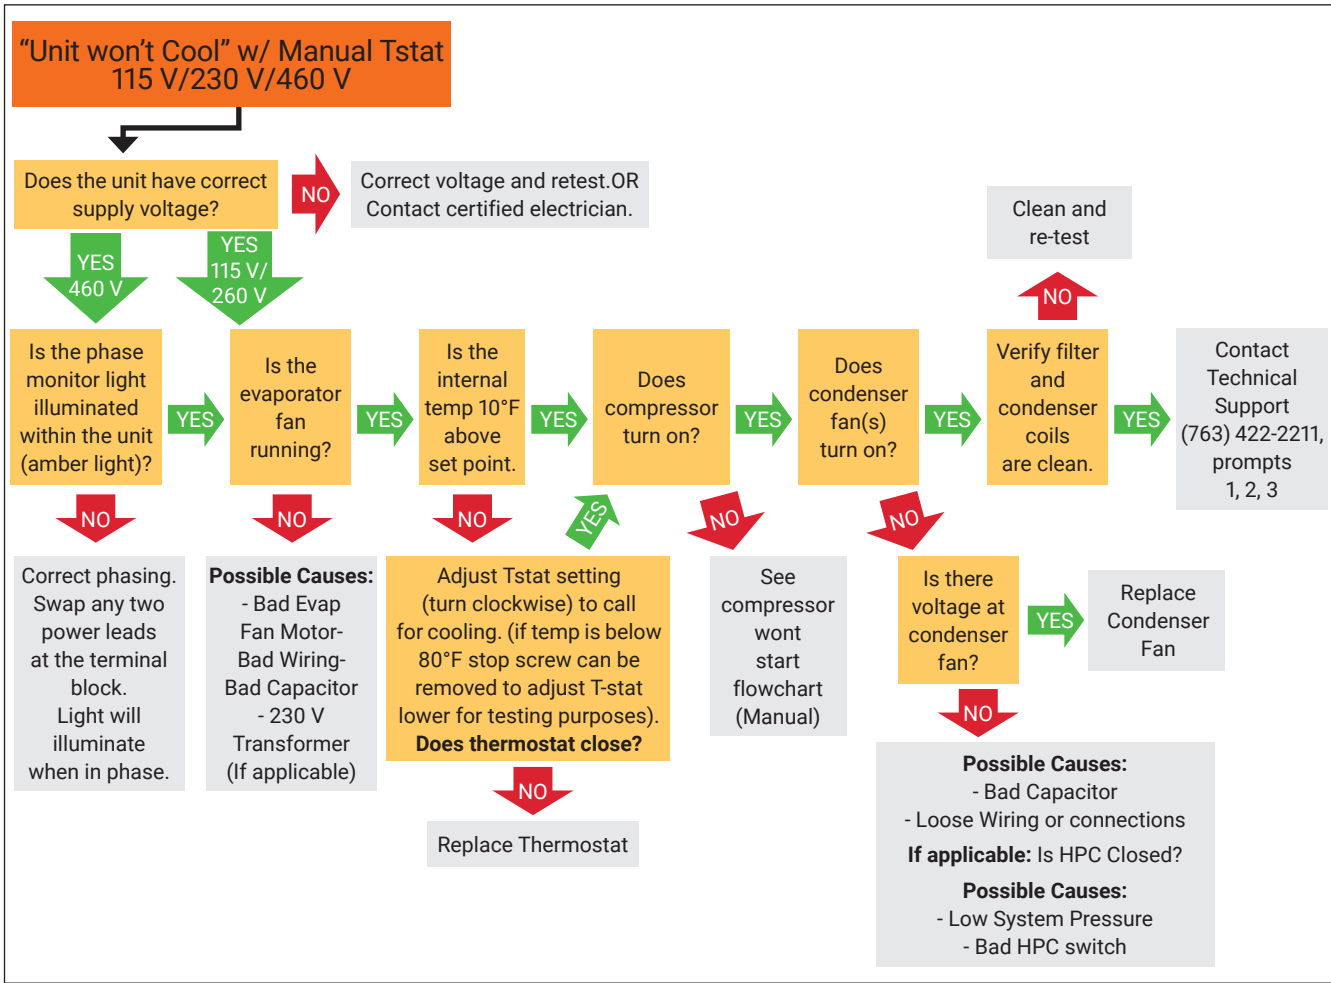 “Unit won’t Cool” w/ Manual Tstat
115 V/230 V/460 V
Does the unit have correct
supply voltage?
NO
Correct voltage and retest.OR
Contact certified electrician.
YES
460 V
YES
115 V/
260 V
Is the phase
monitor light
illuminated
within the unit
(amber light)?
YES
Is the
evaporator
fan
running?
YES
Is the
internal
temp 10°F
above
set point.
YES
Does
compressor
turn on?
YES
Does
condenser
fan(s)
turn on?
YES
Verify filter
and
condenser
coils
are clean.
NO
Clean and
re-test
YES
Contact
Technical
Support
(763) 422-2211,
prompts
1, 2, 3
NO
Correct phasing.
Swap any two
power leads
at the terminal
block.
Light will
illuminate
when in phase.
NO
Possible Causes:
- Bad Evap
Fan Motor-
Bad Wiring-
Bad Capacitor
- 230 V
Transformer
(If applicable)
NO
Adjust Tstat setting
(turn clockwise) to call
for cooling. (if temp is below
80°F stop screw can be
removed to adjust T-stat
lower for testing purposes).
Does thermostat close?
YES
NO
Replace Thermostat
NO
See
compressor
wont
start
flowchart
(Manual)
NO
Is there
voltage at
condenser
fan?
YES
Replace
Condenser
Fan
NO
Possible Causes:
- Bad Capacitor
- Loose Wiring or connections
If applicable: Is HPC Closed?
Possible Causes:
- Low System Pressure
- Bad HPC switch